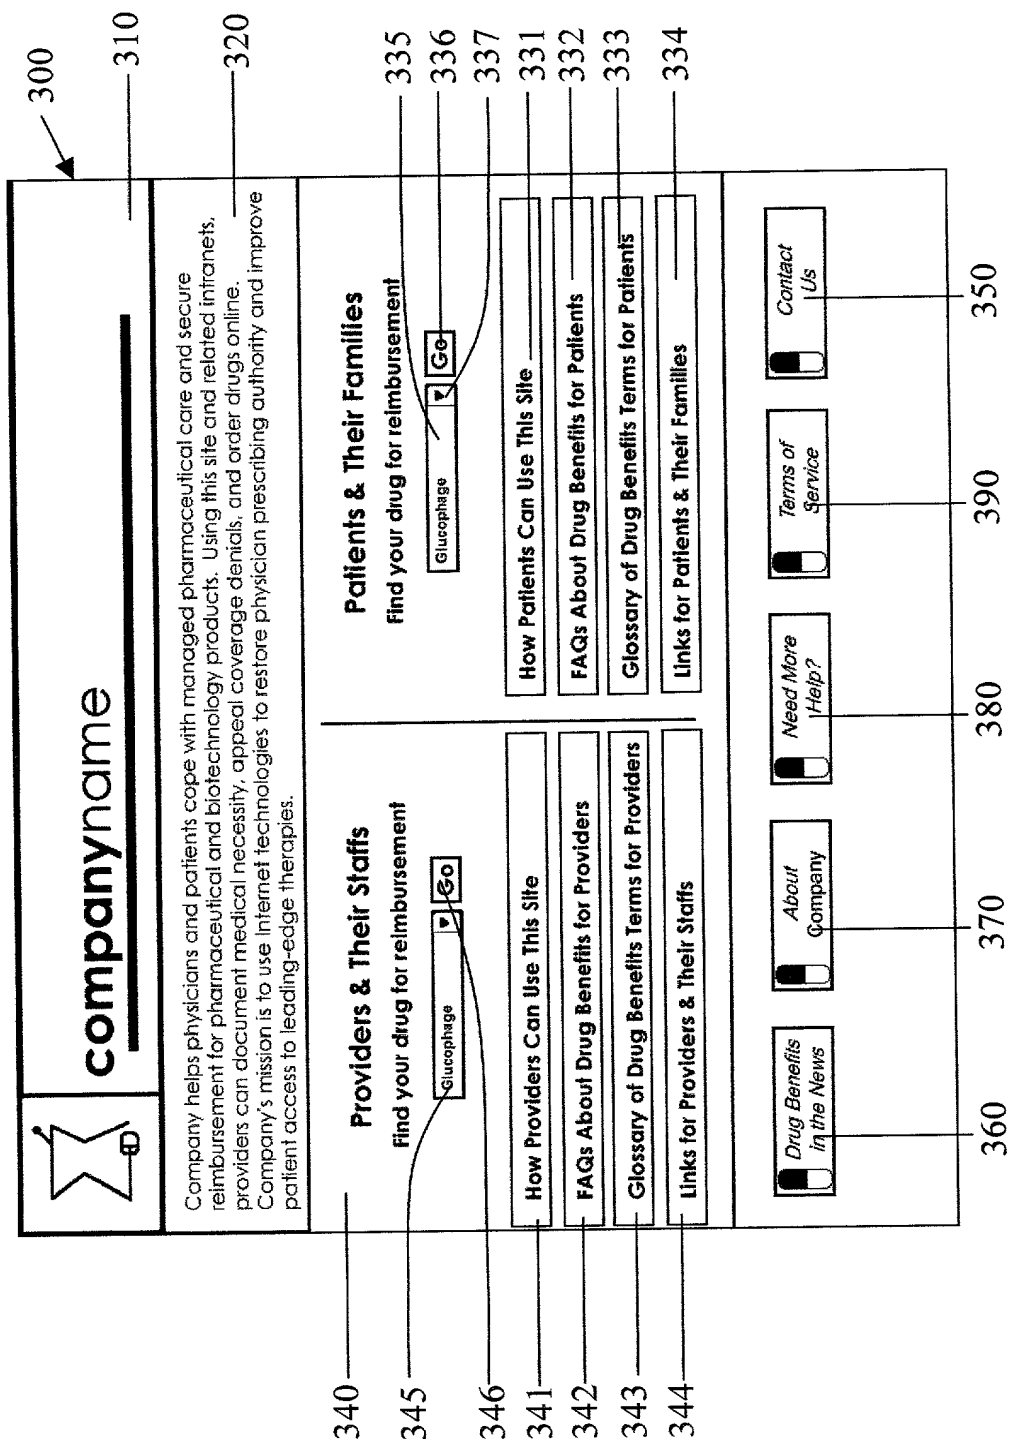 300
310
320
companyname
Company helps physicians and patients cope with managed pharmaceutical care and secure
reimbursement for pharmaceutical and biotechnology products. Using this site and related intranets,
providers can document medical necessity, appeal coverage denials, and order drugs online.
Company's mission is to use Internet technologies to restore physician prescribing authority and improve
patient access to leading-edge therapies.
340
Providers & Their Staffs
Find your drug for reimbursement
345
Glucophage
Go
346
341
How Providers Can Use This Site
342
FAQs About Drug Benefits for Providers
343
Glossary of Drug Benefits Terms for Providers
344
Links for Providers & Their Staffs
Patients & Their Families
Find your drug for reimbursement
335
Glucophage
Go
336
337
How Patients Can Use This Site
331
FAQs About Drug Benefits for Patients
332
Glossary of Drug Benefits Terms for Patients
333
Links for Patients & Their Families
334
Drug Benefits
in the News
About
Company
Need More
Help?
Terms of
Service
Contact
Us
360
370
380
390
350